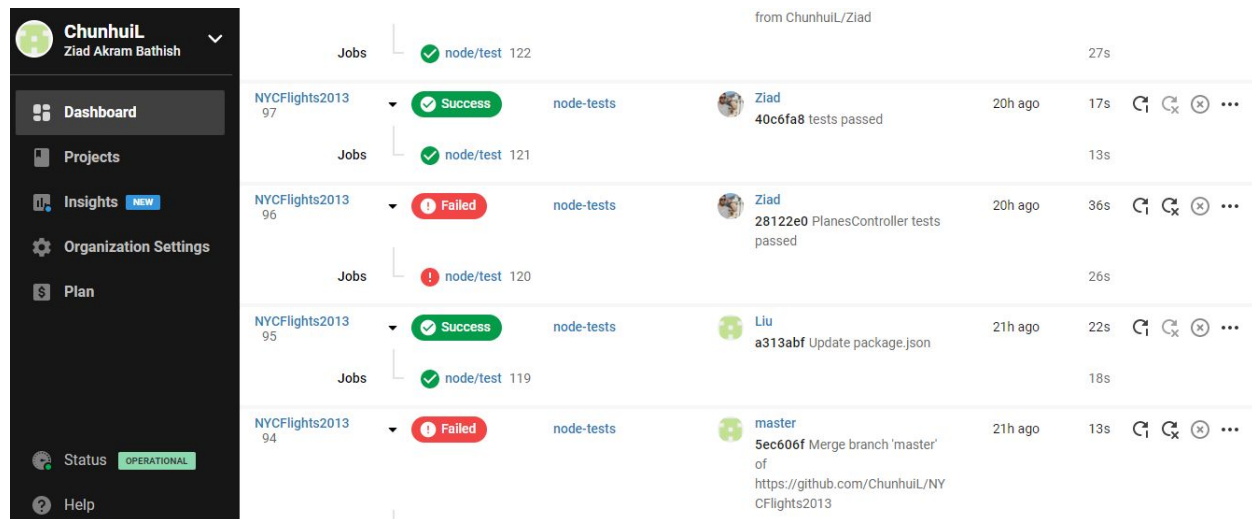 ChunhuiL
Ziad Akram Bathish
Dashboard
Projects
Insights NEW
Organization Settings
Plan
Status OPERATIONAL
Help
from ChunhuiL/Ziad
Jobs node/test 122 27s
NYCFlights2013 Success node-tests Ziad 20h ago 17s
97 40c6fa8 tests passed
Jobs node/test 121 13s
NYCFlights2013 Failed node-tests Ziad 20h ago 36s
96 28122e0 PlanesController tests
passed
Jobs node/test 120 26s
NYCFlights2013 Success node-tests Liu 21h ago 22s
95 a313abf Update package.json
Jobs node/test 119 18s
NYCFlights2013 Failed node-tests master 21h ago 13s
94 5ec606f Merge branch 'master'
of
https://github.com/ChunhuiL/NY
CFlights2013